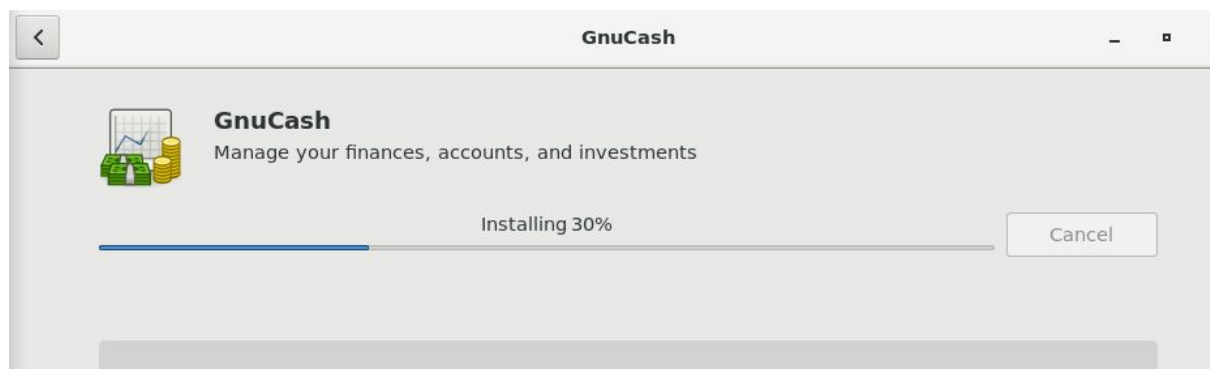 GnuCash
GnuCash
Manage your finances, accounts, and investments
Installing 30%
Cancel